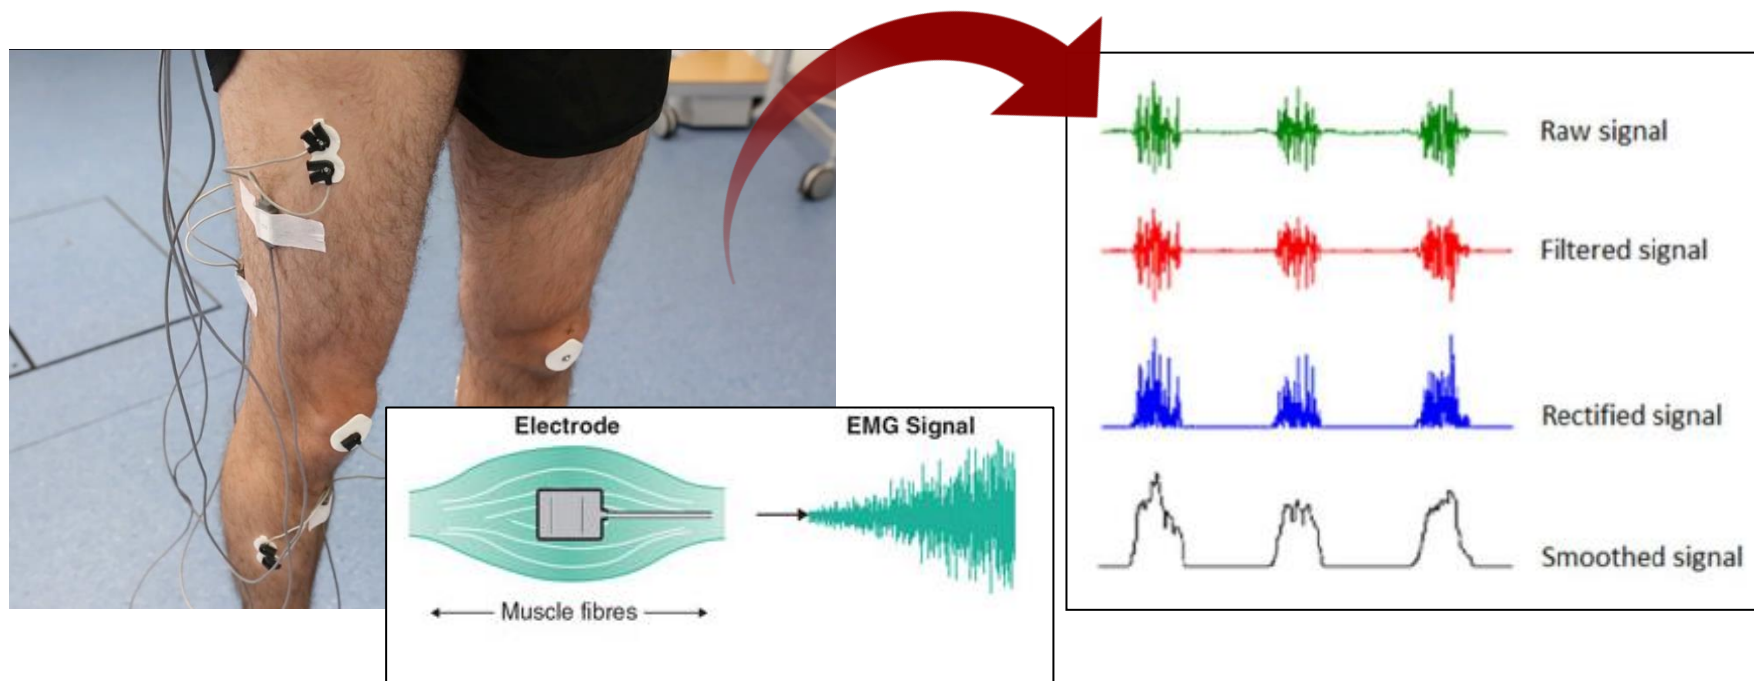 Raw signal
Filtered signal
Rectified signal
Smoothed signal
Electrode
EMG Signal
Muscle fibres